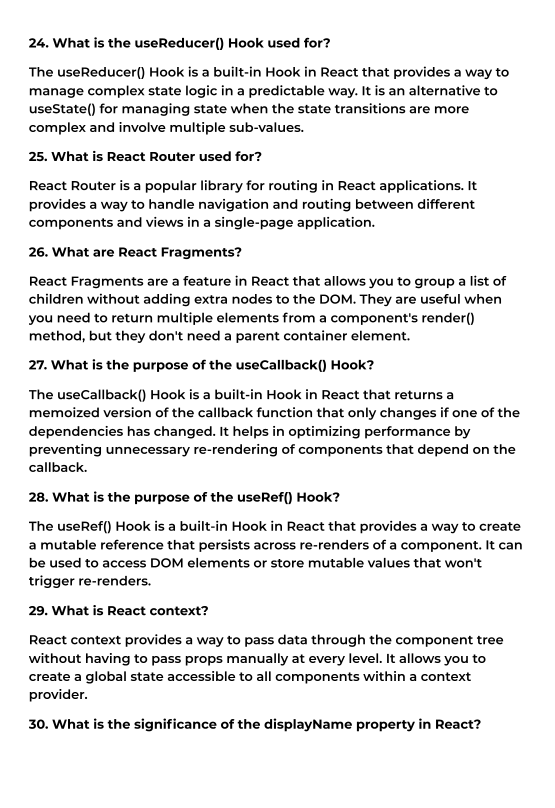 24. What is the useReducer() Hook used for?
The useReducer() Hook is a built-in Hook in React that provides a way to
manage complex state logic in a predictable way. It is an alternative to
useState() for managing state when the state transitions are more
complex and involve multiple sub-values.
25. What is React Router used for?
React Router is a popular library for routing in React applications. It
provides a way to handle navigation and routing between different
components and views in a single-page application.
26. What are React Fragments?
React Fragments are a feature in React that allows you to group a list of
children without adding extra nodes to the DOM. They are useful when
you need to return multiple elements from a component's render()
method, but they don't need a parent container element.
27. What is the purpose of the useCallback() Hook?
The useCallback() Hook is a built-in Hook in React that returns a
memoized version of the callback function that only changes if one of the
dependencies has changed. It helps in optimizing performance by
preventing unnecessary re-rendering of components that depend on the
callback.
28. What is the purpose of the useRef() Hook?
The useRef() Hook is a built-in Hook in React that provides a way to create
a mutable reference that persists across re-renders of a component. It can
be used to access DOM elements or store mutable values that won't
trigger re-renders.
29. What is React context?
React context provides a way to pass data through the component tree
without having to pass props manually at every level. It allows you to
create a global state accessible to all components within a context
provider.
30. What is the significance of the displayName property in React?